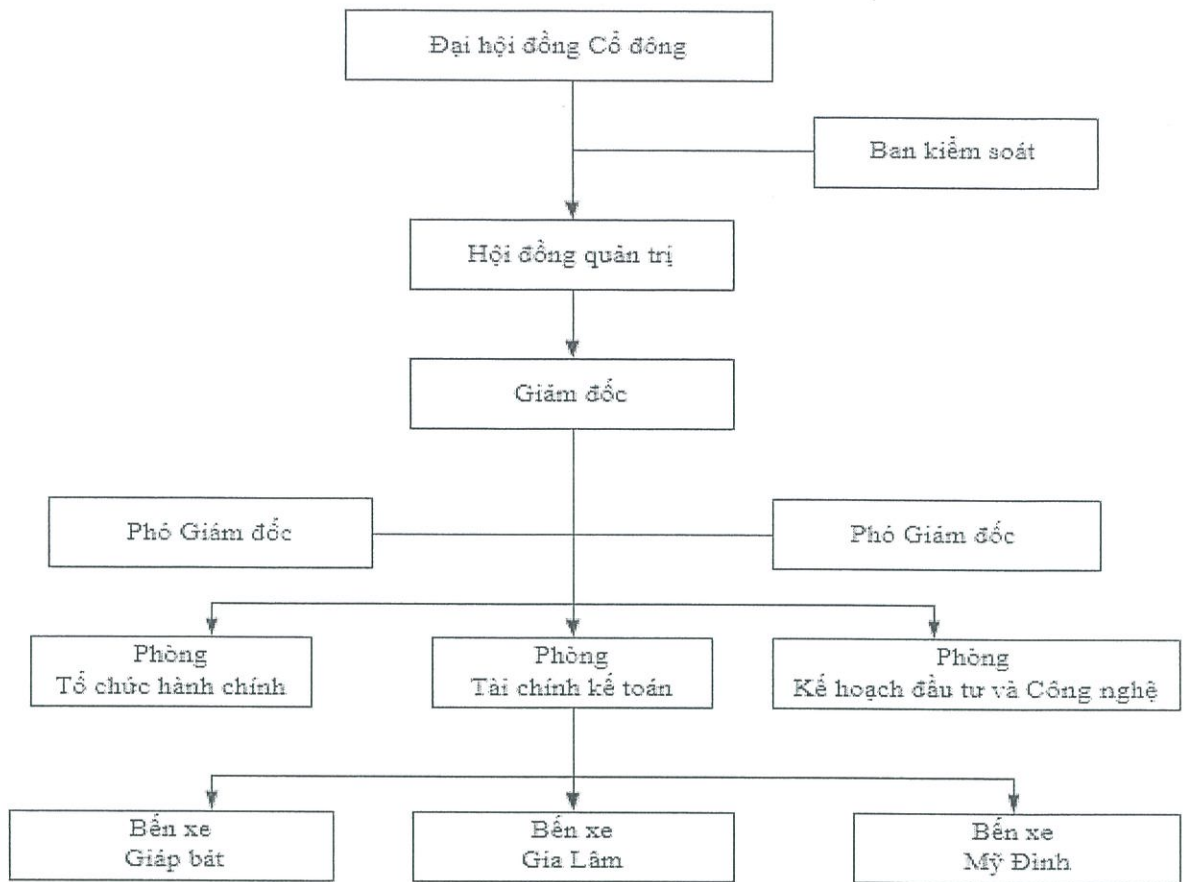 Đại hội đồng Cổ đông
Ban kiểm soát
Hội đồng quản trị
Giám đốc
Phó Giám đốc
Phó Giám đốc
Phòng
Tổ chức hành chính
Phòng
Tài chính kế toán
Phòng
Kế hoạch đầu tư và Công nghệ
Bến xe
Giáp bát
Bến xe
Gia Lâm
Bến xe
Mỹ Đình